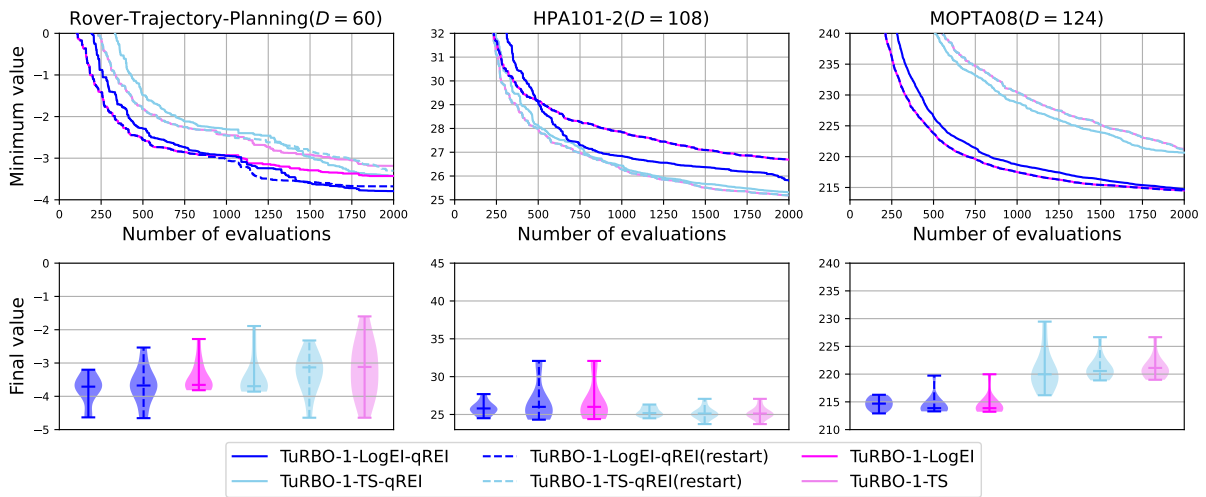 Rover-Trajectory-Planning(D = 60)
HPA101-2(D = 108)
MOPTA08(D = 124)
Minimum value
0
−1
−2
−3
−4
0 250 500 750 1000 1250 1500 1750 2000
Number of evaluations
32
31
30
29
28
27
26
25
0 250 500 750 1000 1250 1500 1750 2000
Number of evaluations
240
235
230
225
220
215
0 250 500 750 1000 1250 1500 1750 2000
Number of evaluations
Final value
0
−1
−2
−3
−4
−5
45
40
35
30
25
240
235
230
225
220
215
210
TuRBO-1-LogEI-qREI
TuRBO-1-LogEI-qREI(restart)
TuRBO-1-LogEI
TuRBO-1-TS-qREI
TuRBO-1-TS-qREI(restart)
TuRBO-1-TS